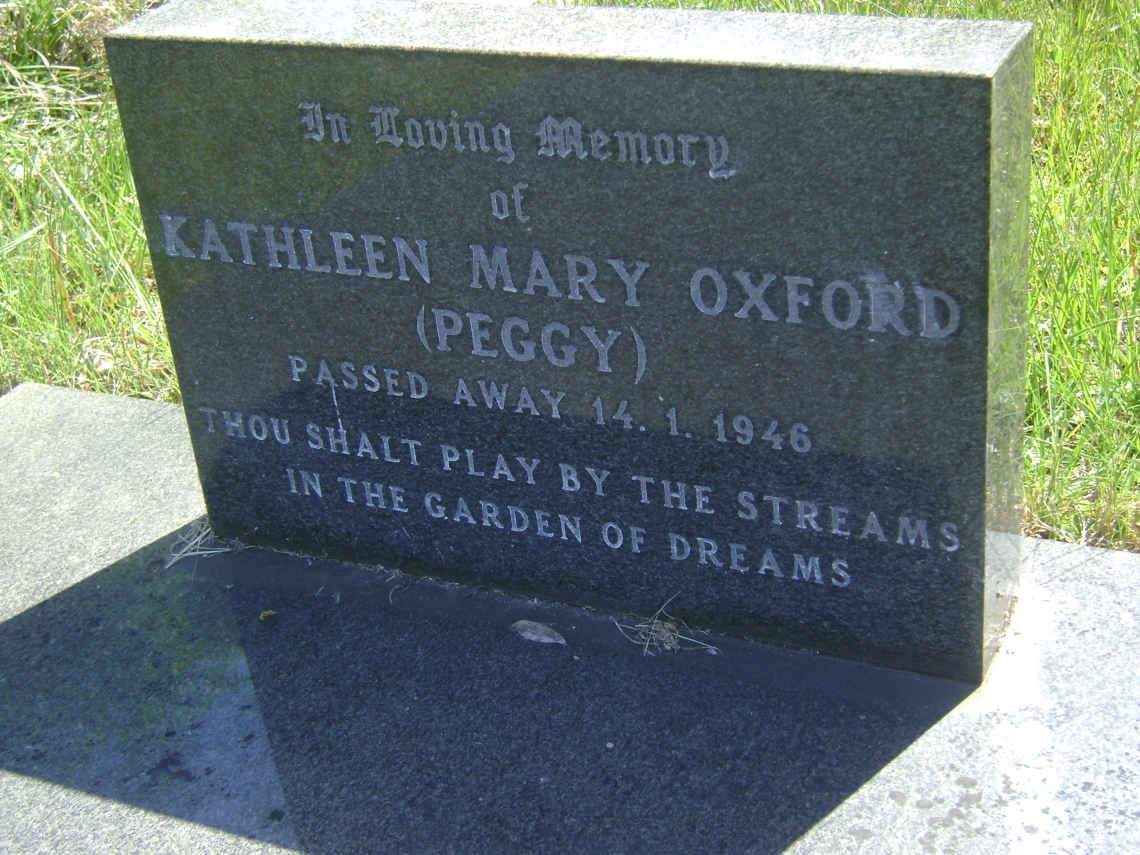 In Loving Memory
of
KATHLEEN MARY OXFORD
(PEGGY)
PASSED AWAY 14. 1. 1946
THOU SHALT PLAY BY THE STREAMS
IN THE GARDEN OF DREAMS